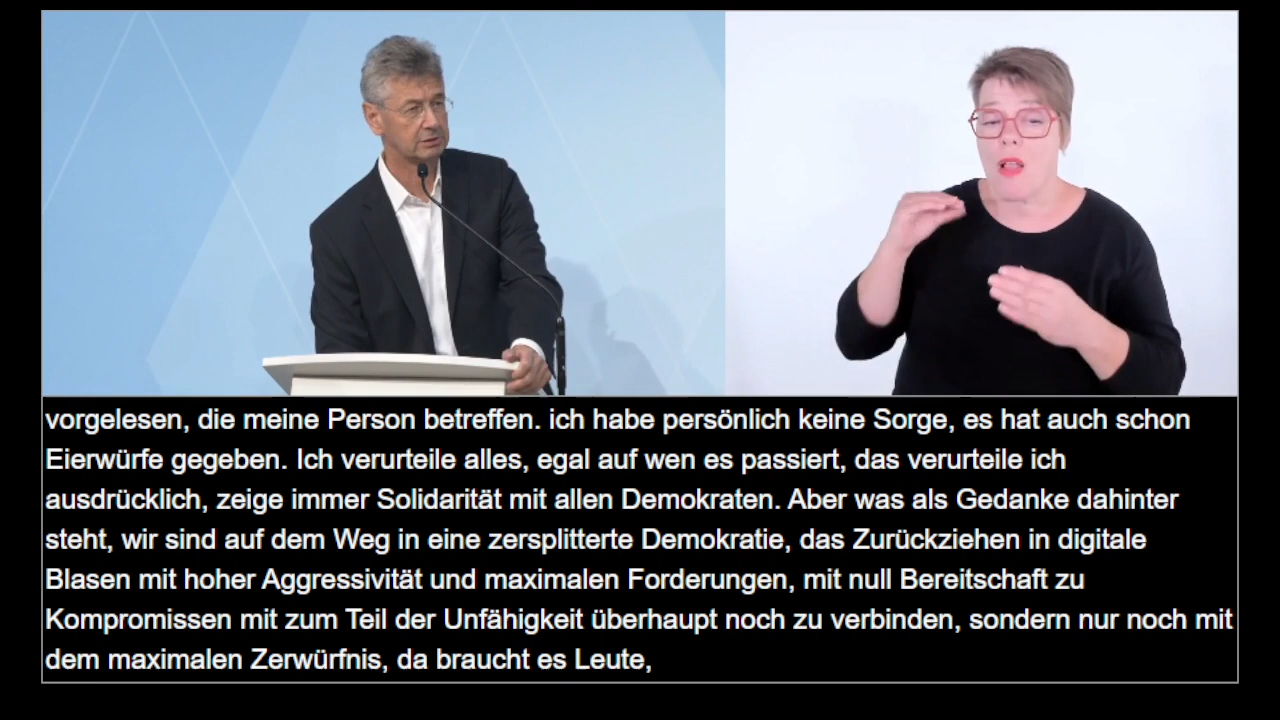 vorgelesen, die meine Person betreffen. ich habe persönlich keine Sorge, es hat auch schon
Eierwürfe gegeben. Ich verurteile alles, egal auf wen es passiert, das verurteile ich
ausdrücklich, zeige immer Solidarität mit allen Demokraten. Aber was als Gedanke dahinter
steht, wir sind auf dem Weg in eine zersplitterte Demokratie, das Zurückziehen in digitale
Blasen mit hoher Aggressivität und maximalen Forderungen, mit null Bereitschaft zu
Kompromissen mit zum Teil der Unfähigkeit überhaupt noch zu verbinden, sondern nur noch mit
dem maximalen Zerwürfnis, da braucht es Leute,